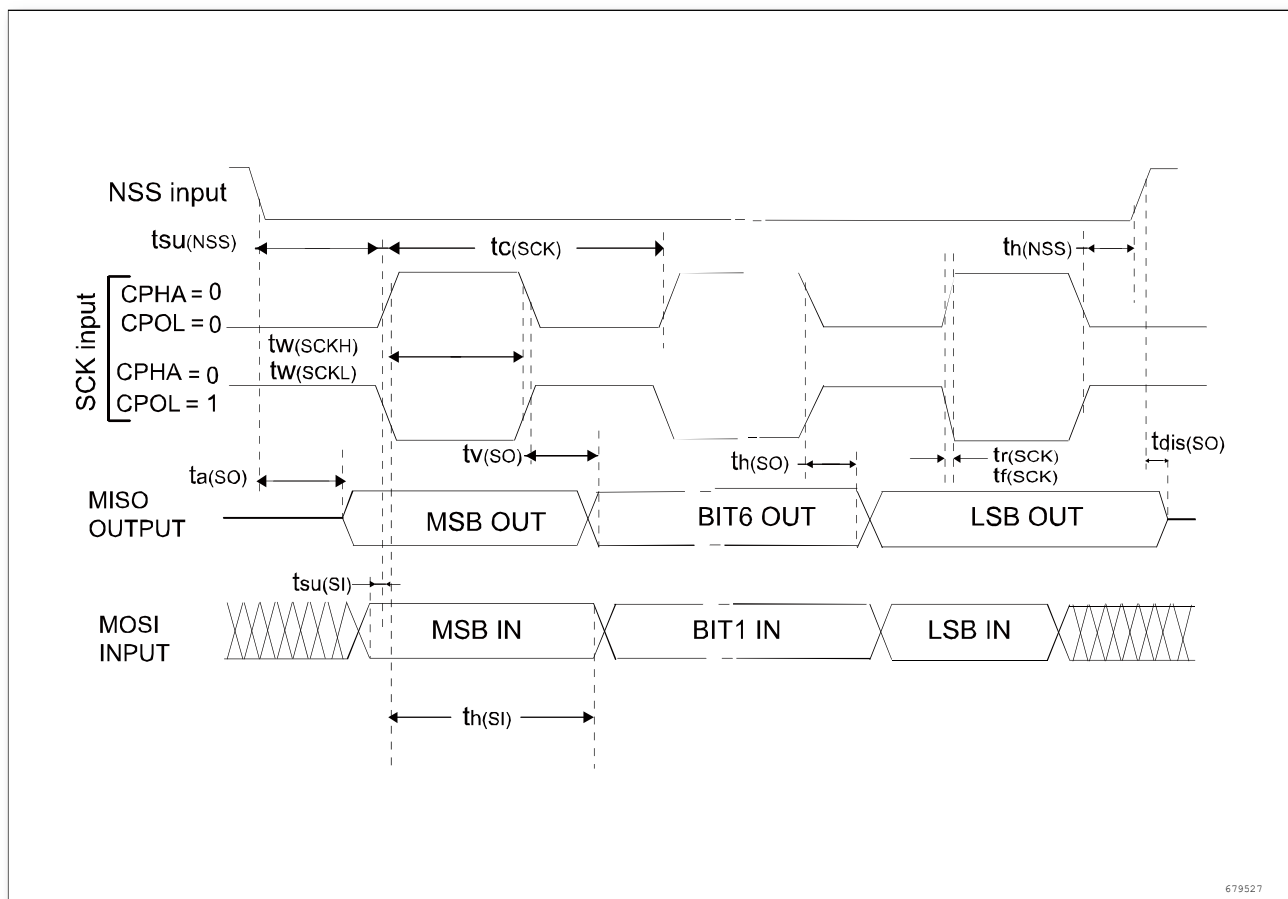 NSS input
tsu(NSS)
tc(SCK)
th(NSS)
SCK input
CPHA = 0
CPOL = 0
tw(SCKH)
CPHA = 0
tw(SCKL)
CPOL = 1
tv(SO)
th(SO)
tr(SCK)
tf(SCK)
tdis(SO)
ta(SO)
MISO
OUTPUT
MSB OUT
BIT6 OUT
LSB OUT
tsu(SI)
MOSI
INPUT
MSB IN
BIT1 IN
LSB IN
th(SI)
679527